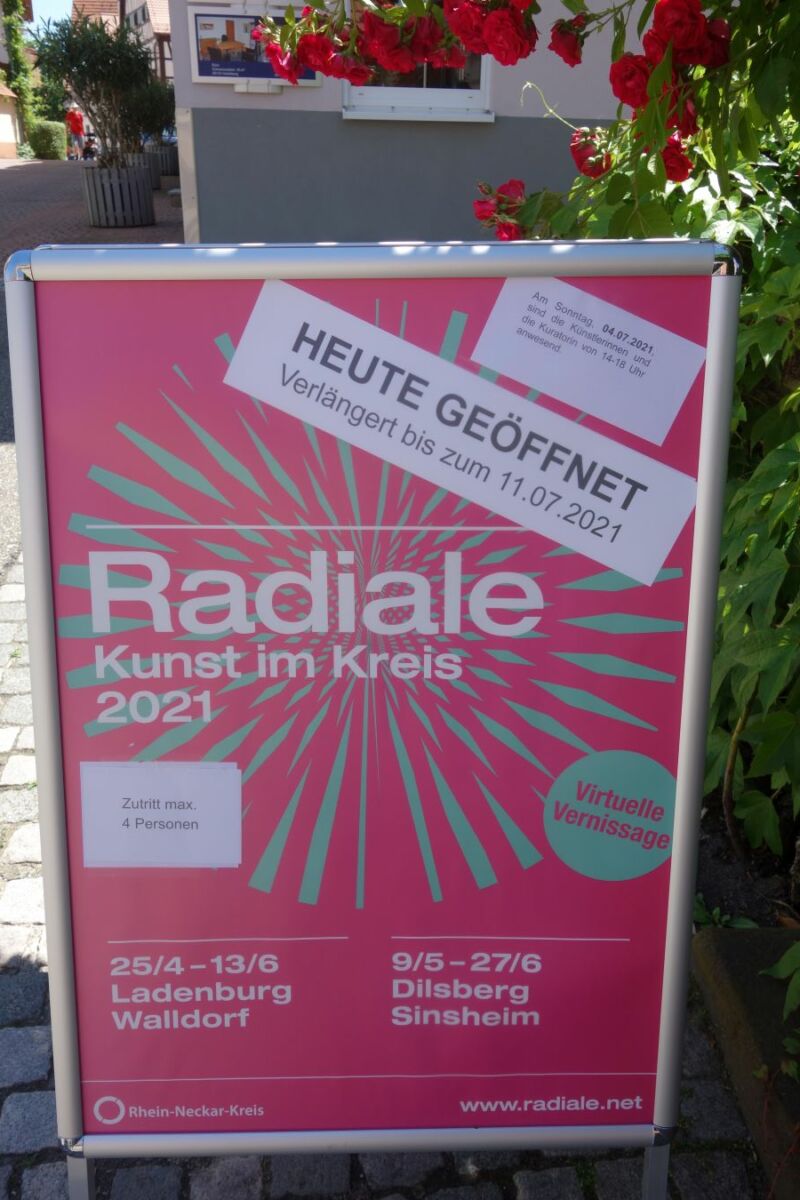 Am Sonntag, 04.07.2021,
sind die Künstlerinnen und
die Kuratorin von 14-18 Uhr
anwesend.
HEUTE GEÖFFNET
Verlängert bis zum 11.07.2021
Radiale
Kunst im Kreis
2021
Zutritt max.
4 Personen
Virtuelle
Vernissage
25/4 – 13/6
Ladenburg
Walldorf
9/5 – 27/6
Dilsberg
Sinsheim
Rhein-Neckar-Kreis
www.radiale.net